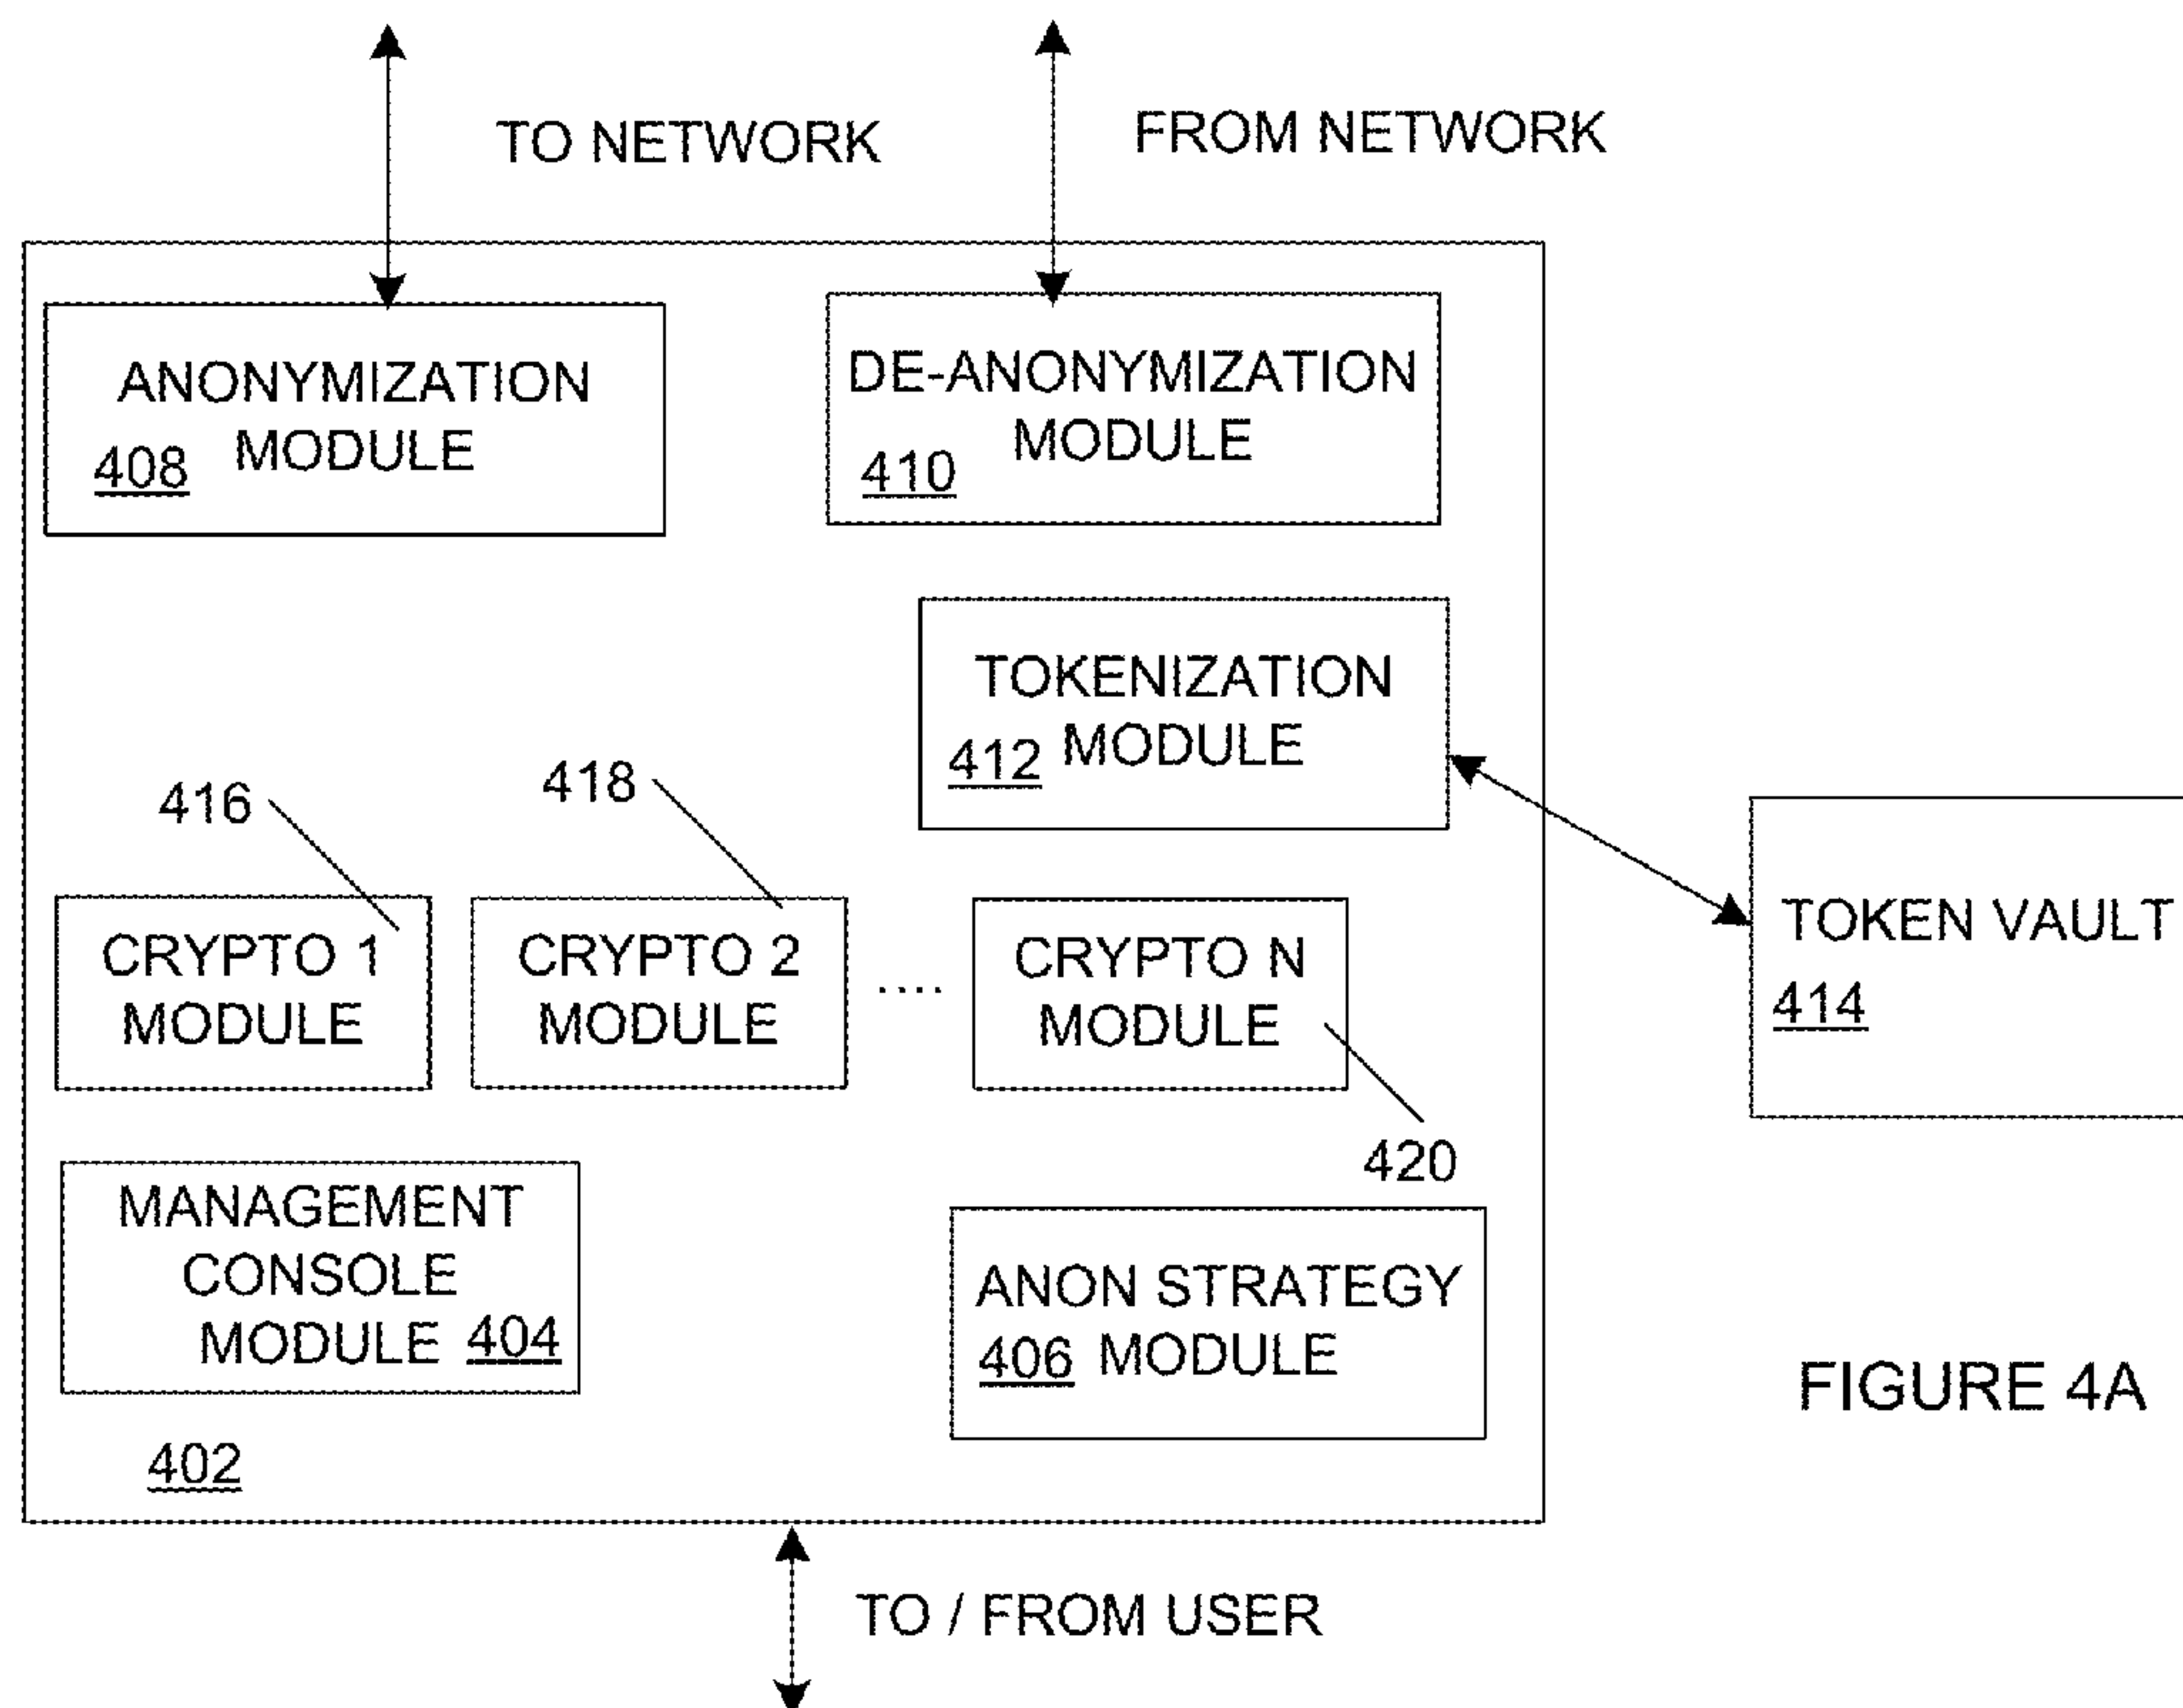 TO NETWORK
FROM NETWORK
ANONYMIZATION
MODULE
408
DE-ANONYMIZATION
MODULE
410
TOKENIZATION
MODULE
412
416
418
CRYPTO 1
MODULE
CRYPTO 2
MODULE
....
CRYPTO N
MODULE
420
TOKEN VAULT
414
MANAGEMENT
CONSOLE
MODULE 404
ANON STRATEGY
406 MODULE
402
FIGURE 4A
TO / FROM USER